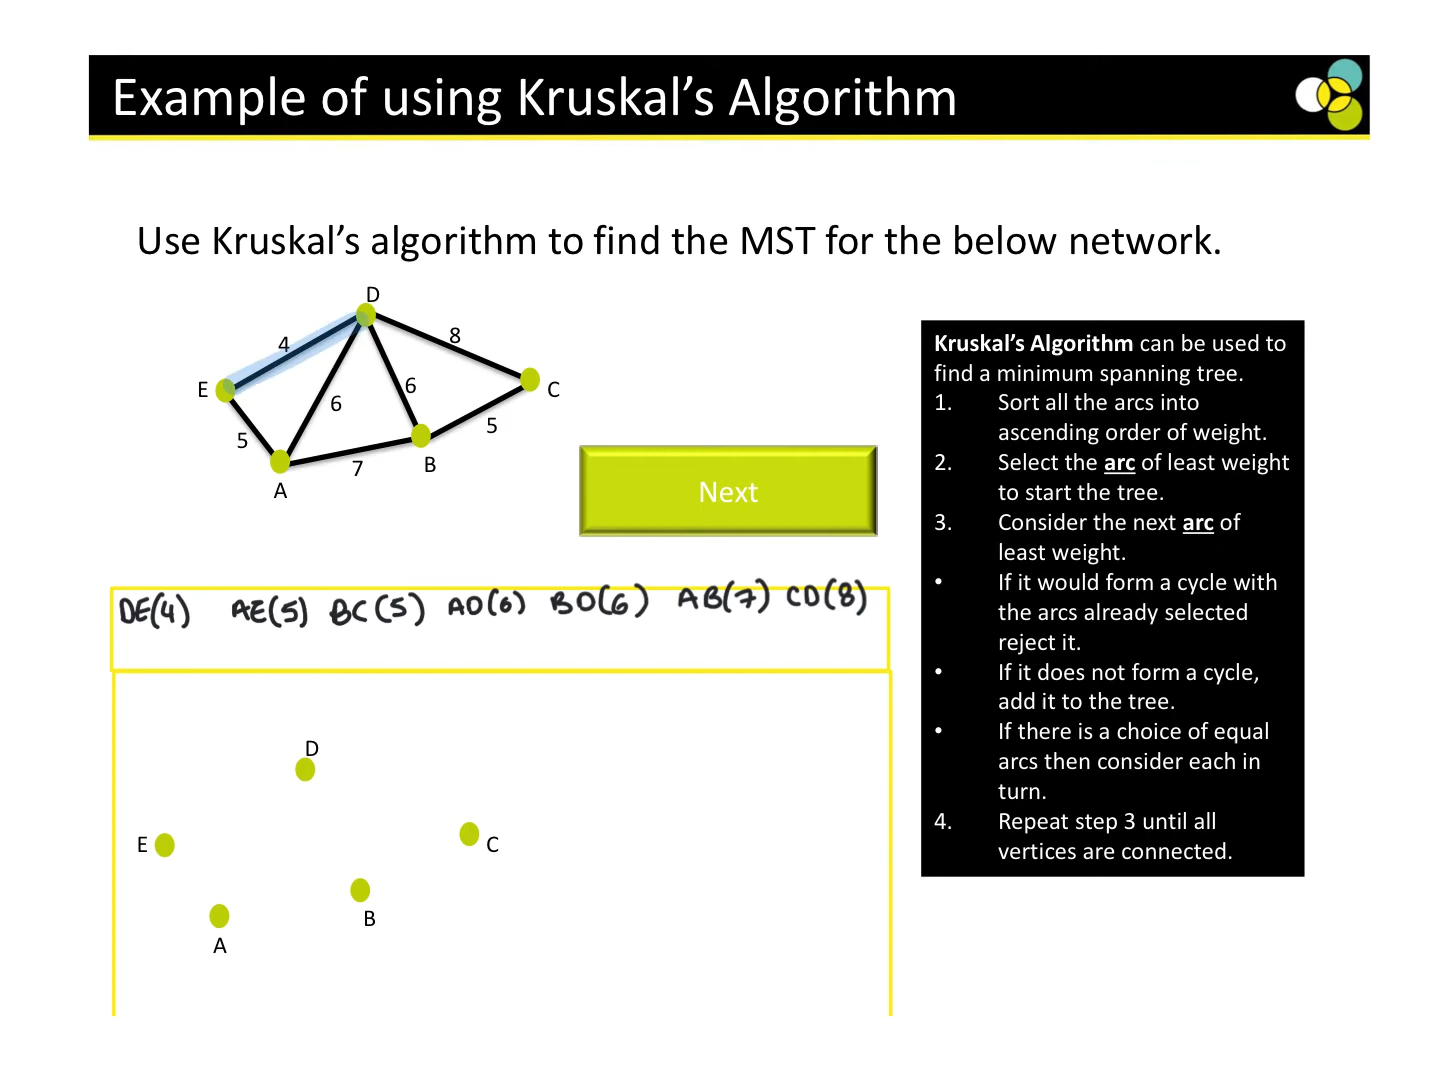 Example of using Kruskal's Algorithm
Use Kruskal's algorithm to find the MST for the below network.
D
4
8
E
6
6
C
5
5
7
B
A
Next
DE(4) AE(5) BC(5) AD(6) BD(6) AB(7) CD(8)
D
E
C
B
A
Kruskal's Algorithm can be used to
find a minimum spanning tree.
1. Sort all the arcs into
ascending order of weight.
2. Select the arc of least weight
to start the tree.
3. Consider the next arc of
least weight.
• If it would form a cycle with
the arcs already selected
reject it.
• If it does not form a cycle,
add it to the tree.
• If there is a choice of equal
arcs then consider each in
turn.
4. Repeat step 3 until all
vertices are connected.